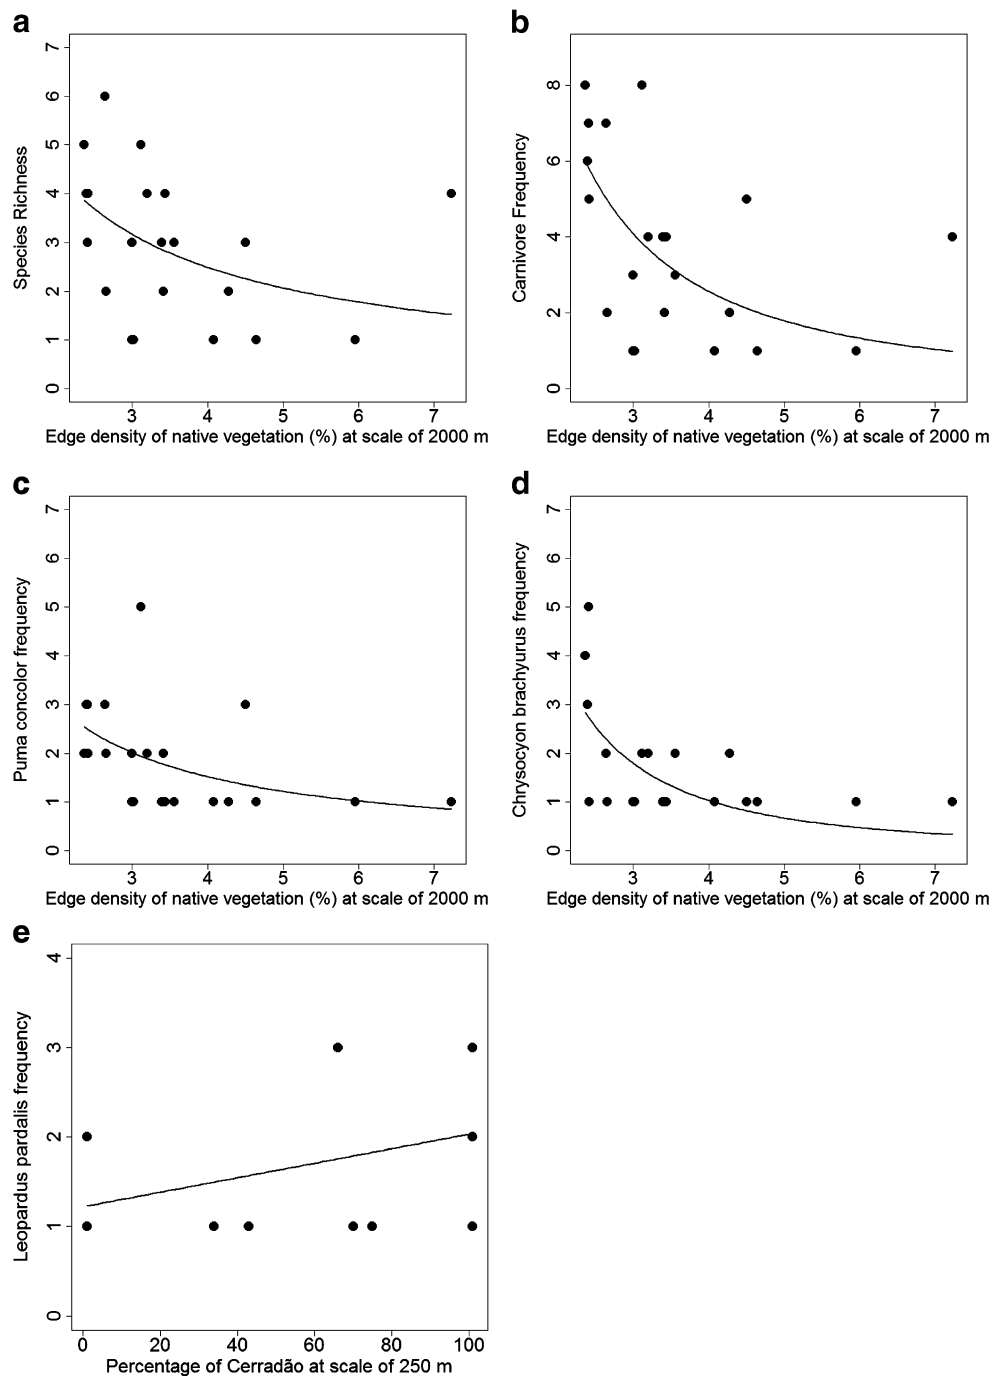 a
7
6
5
4
3
2
1
0
Species Richness
3 4 5 6 7
Edge density of native vegetation (%) at scale of 2000 m
b
8
6
4
2
0
Carnivore Frequency
3 4 5 6 7
Edge density of native vegetation (%) at scale of 2000 m
c
7
6
5
4
3
2
1
0
Puma concolor frequency
3 4 5 6 7
Edge density of native vegetation (%) at scale of 2000 m
d
7
6
5
4
3
2
1
0
Chrysocyon brachyurus frequency
3 4 5 6 7
Edge density of native vegetation (%) at scale of 2000 m
e
4
3
2
1
0
Leopardus pardalis frequency
0 20 40 60 80 100
Percentage of Cerradão at scale of 250 m